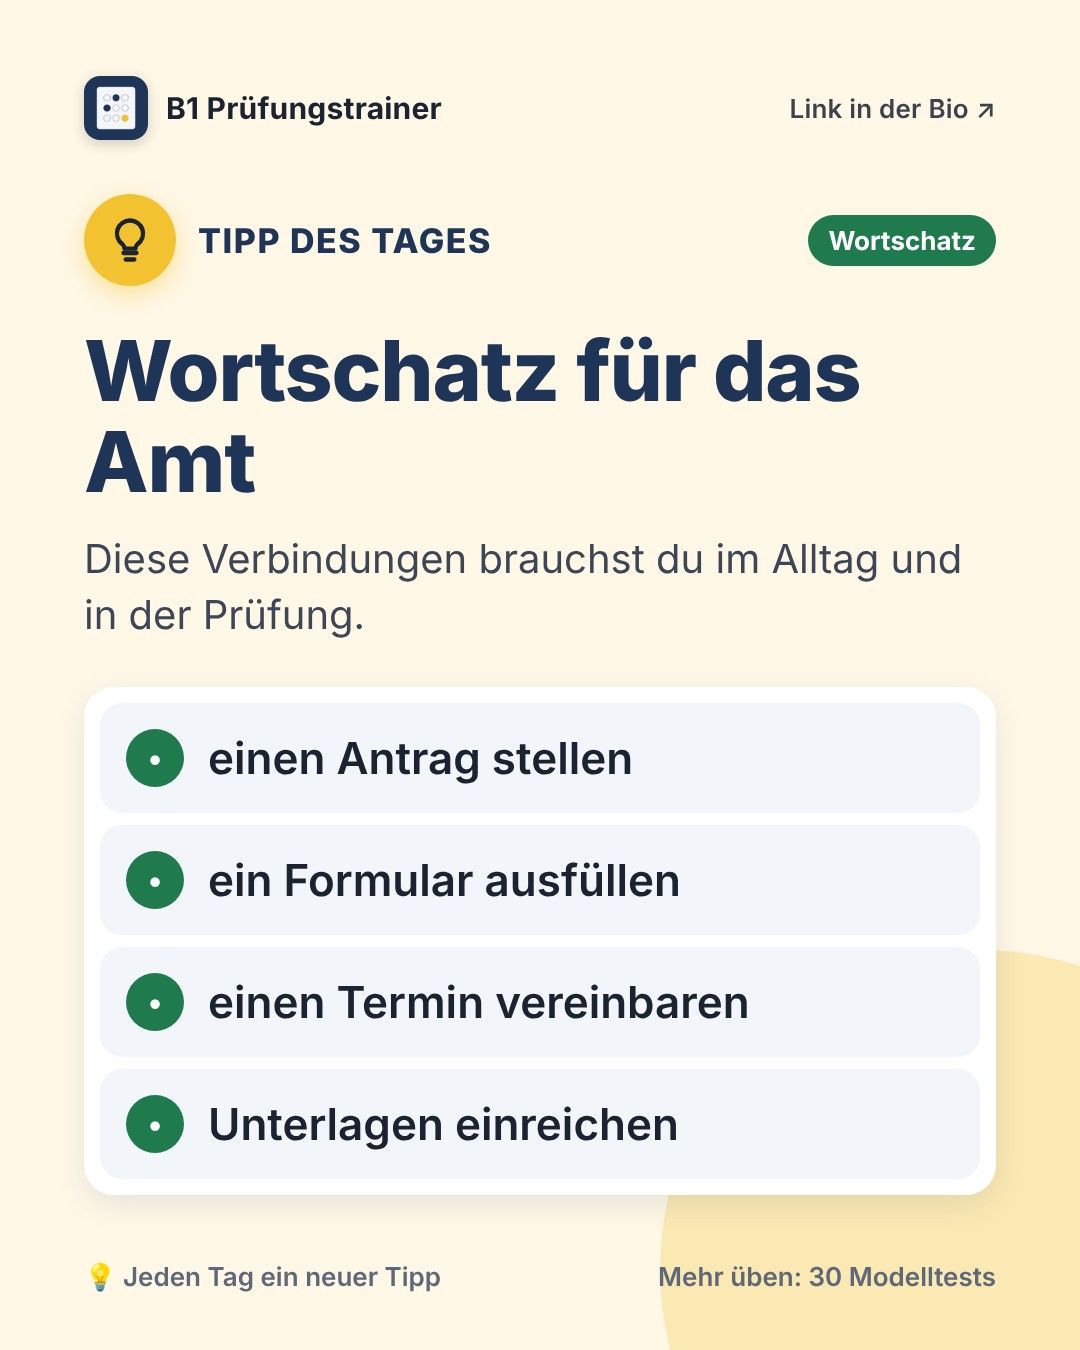 B1 Prüfungstrainer
Link in der Bio ↗
TIPP DES TAGES
Wortschatz
Wortschatz für das
Amt
Diese Verbindungen brauchst du im Alltag und
in der Prüfung.
• einen Antrag stellen
• ein Formular ausfüllen
• einen Termin vereinbaren
• Unterlagen einreichen
💡 Jeden Tag ein neuer Tipp
Mehr üben: 30 Modelltests